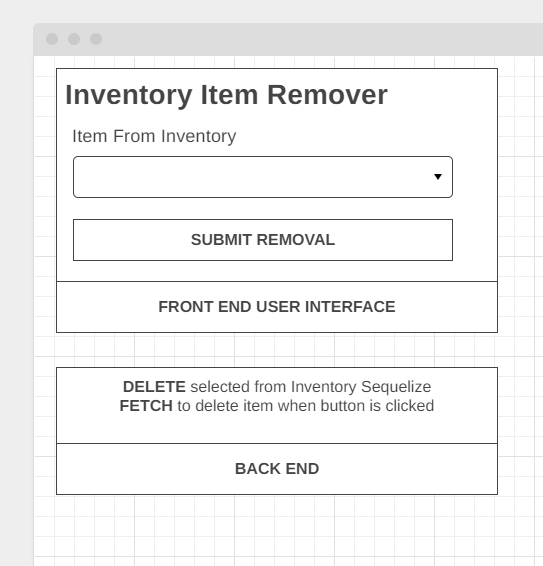 Inventory Item Remover
Item From Inventory
SUBMIT REMOVAL
FRONT END USER INTERFACE
DELETE selected from Inventory Sequelize
FETCH to delete item when button is clicked
BACK END